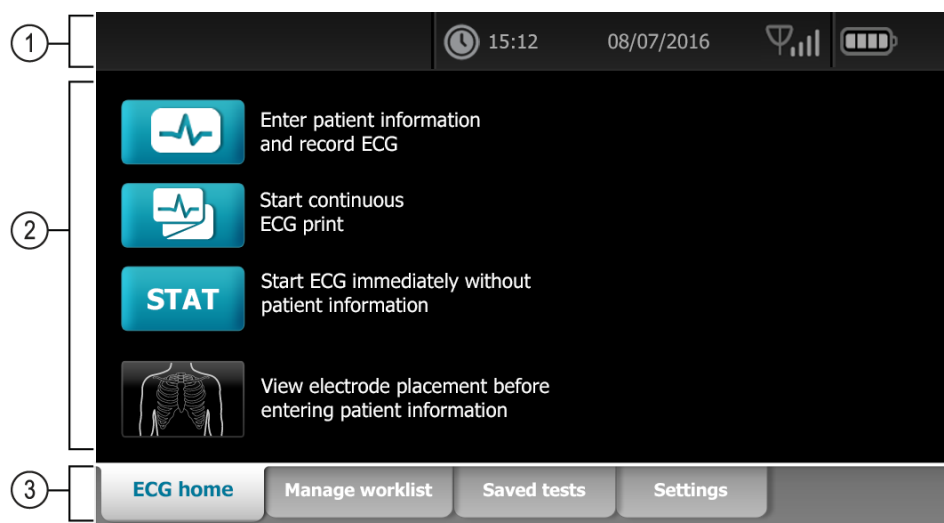 1
15:12 08/07/2016
2
Enter patient information
and record ECG
Start continuous
ECG print
STAT
Start ECG immediately without
patient information
View electrode placement before
entering patient information
3
ECG home Manage worklist Saved tests Settings